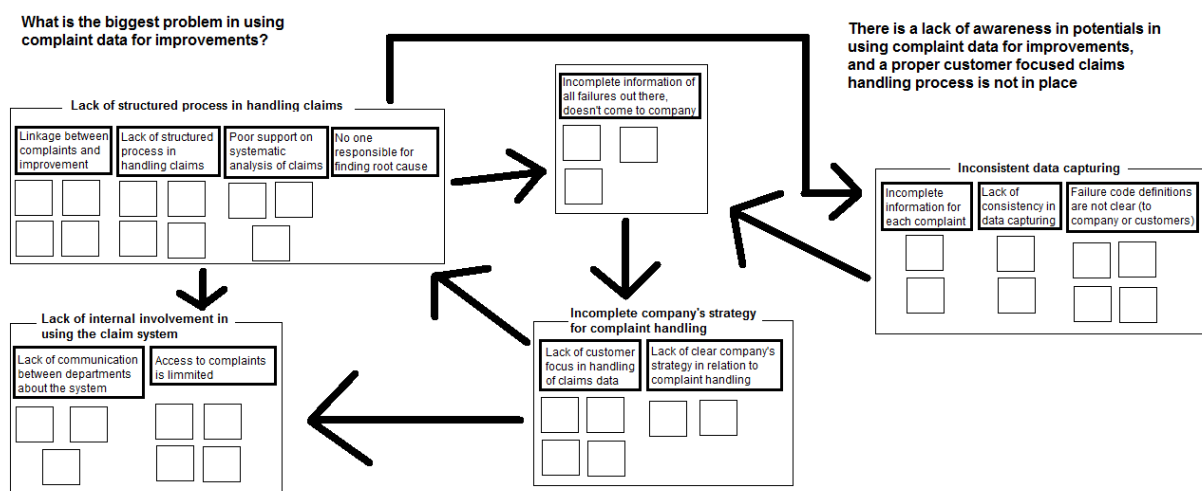 What is the biggest problem in using
complaint data for improvements?
There is a lack of awareness in potentials in
using complaint data for improvements,
and a proper customer focused claims
handling process is not in place
Lack of structured process in handling claims
Linkage between
complaints and
improvement
Lack of structured
process in
handling claims
Poor support on
systematic
analysis of claims
No one
responsible for
finding root cause
Incomplete information of
all failures out there,
doesn't come to company
Inconsistent data capturing
Incomplete
information for
each complaint
Lack of
consistency in
data capturing
Failure code definitions
are not clear (to
company or customers)
Lack of internal involvement in
using the claim system
Lack of communication
between departments
about the system
Access to complaints
is limmited
Incomplete company's strategy
for complaint handling
Lack of customer
focus in handling
of claims data
Lack of clear company's
strategy in relation to
complaint handling